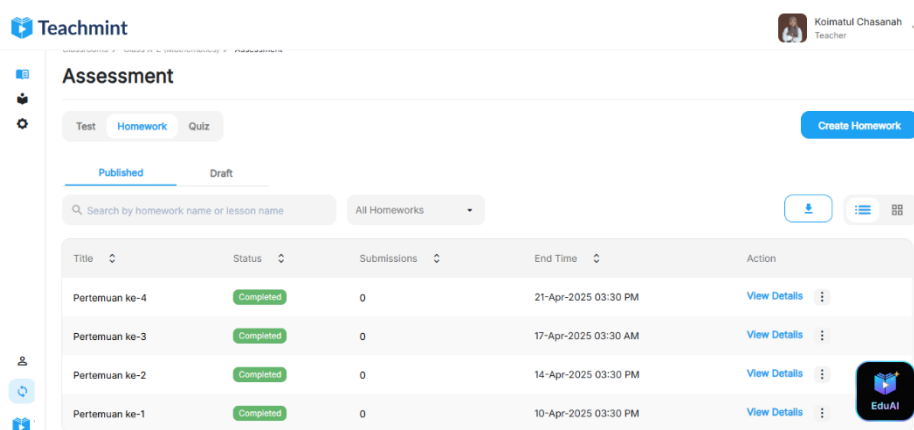 Teachmint
Koimatul Chasanah
Teacher
Assessment
Test Homework Quiz
Create Homework
Published Draft
Search by homework name or lesson name
All Homeworks
Title Status Submissions End Time Action
Pertemuan ke-4 Completed 0 21-Apr-2025 03:30 PM View Details
Pertemuan ke-3 Completed 0 17-Apr-2025 03:30 AM View Details
Pertemuan ke-2 Completed 0 14-Apr-2025 03:30 PM View Details
Pertemuan ke-1 Completed 0 10-Apr-2025 03:30 PM View Details
EduAI